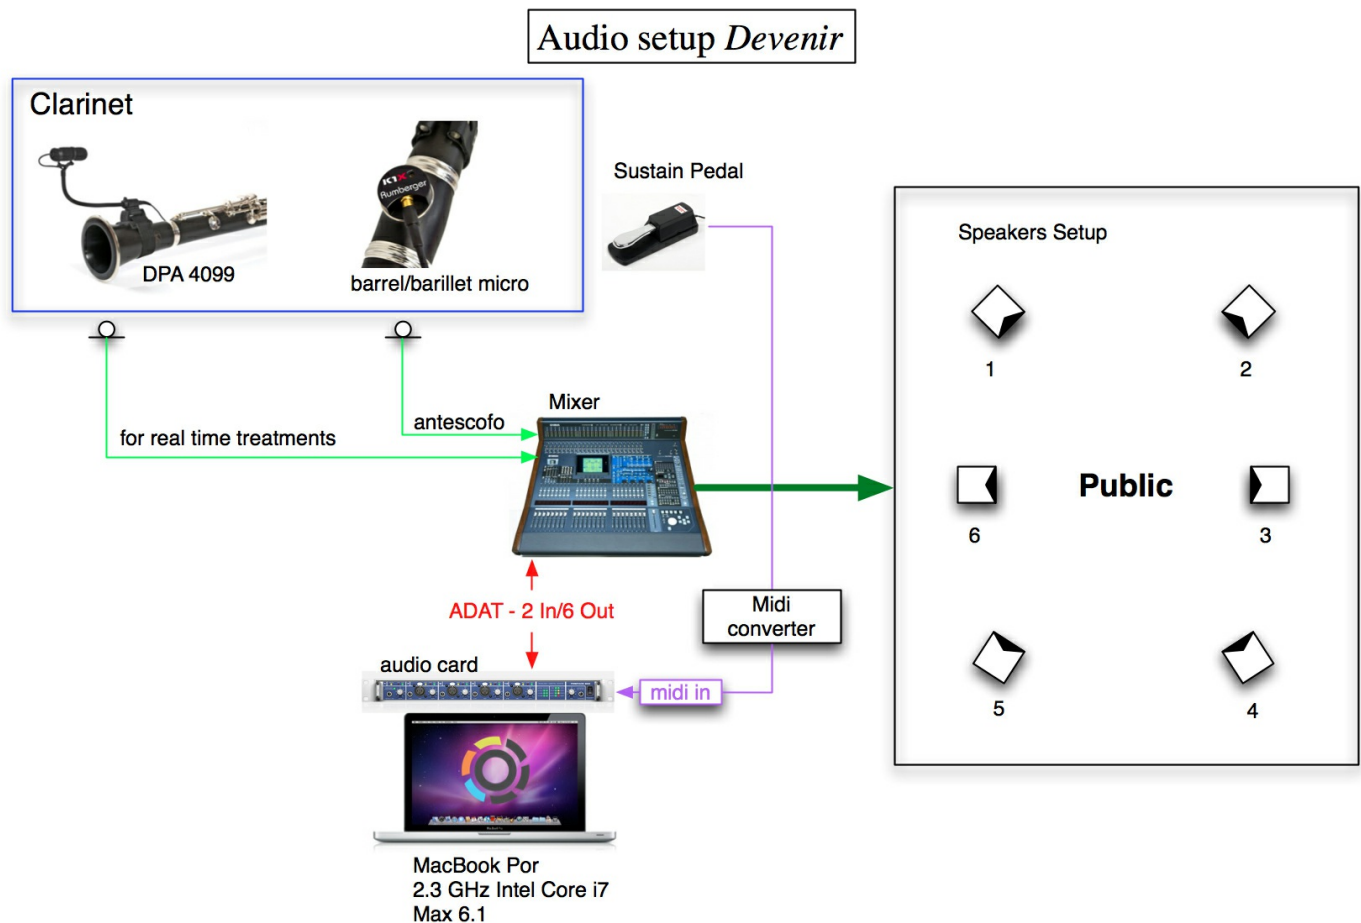 Audio setup Devenir
Clarinet
K1X
Rumberger
DPA 4099
barrel/barillet micro
Sustain Pedal
Speakers Setup
1
2
Mixer
antescofo
for real time treatments
Public
6
3
ADAT - 2 In/6 Out
Midi
converter
audio card
midi in
5
4
MacBook Por
2.3 GHz Intel Core i7
Max 6.1